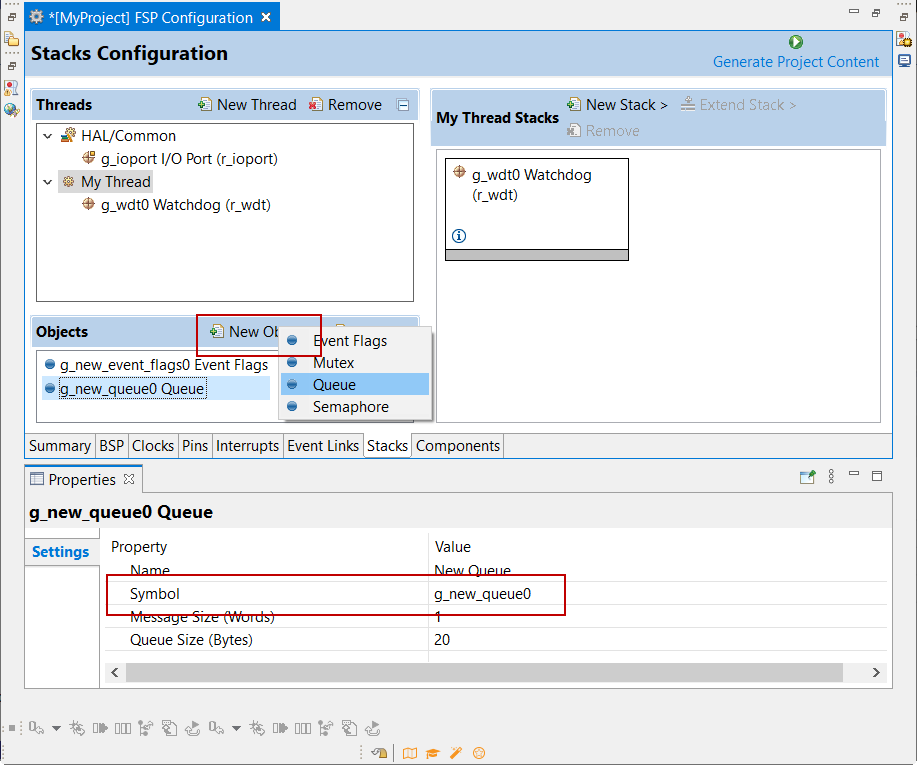 *[MyProject] FSP Configuration
Stacks Configuration
Generate Project Content
Threads
New Thread
Remove
HAL/Common
g_ioport I/O Port (r_ioport)
My Thread
g_wdt0 Watchdog (r_wdt)
My Thread Stacks
New Stack >
Extend Stack >
Remove
g_wdt0 Watchdog
(r_wdt)
Objects
New Ob
g_new_event_flags0 Event Flags
g_new_queue0 Queue
Event Flags
Mutex
Queue
Semaphore
Summary BSP Clocks Pins Interrupts Event Links Stacks Components
Properties
g_new_queue0 Queue
Settings
Property Value
Name New Queue
Symbol g_new_queue0
Message Size (Words) 1
Queue Size (Bytes) 20